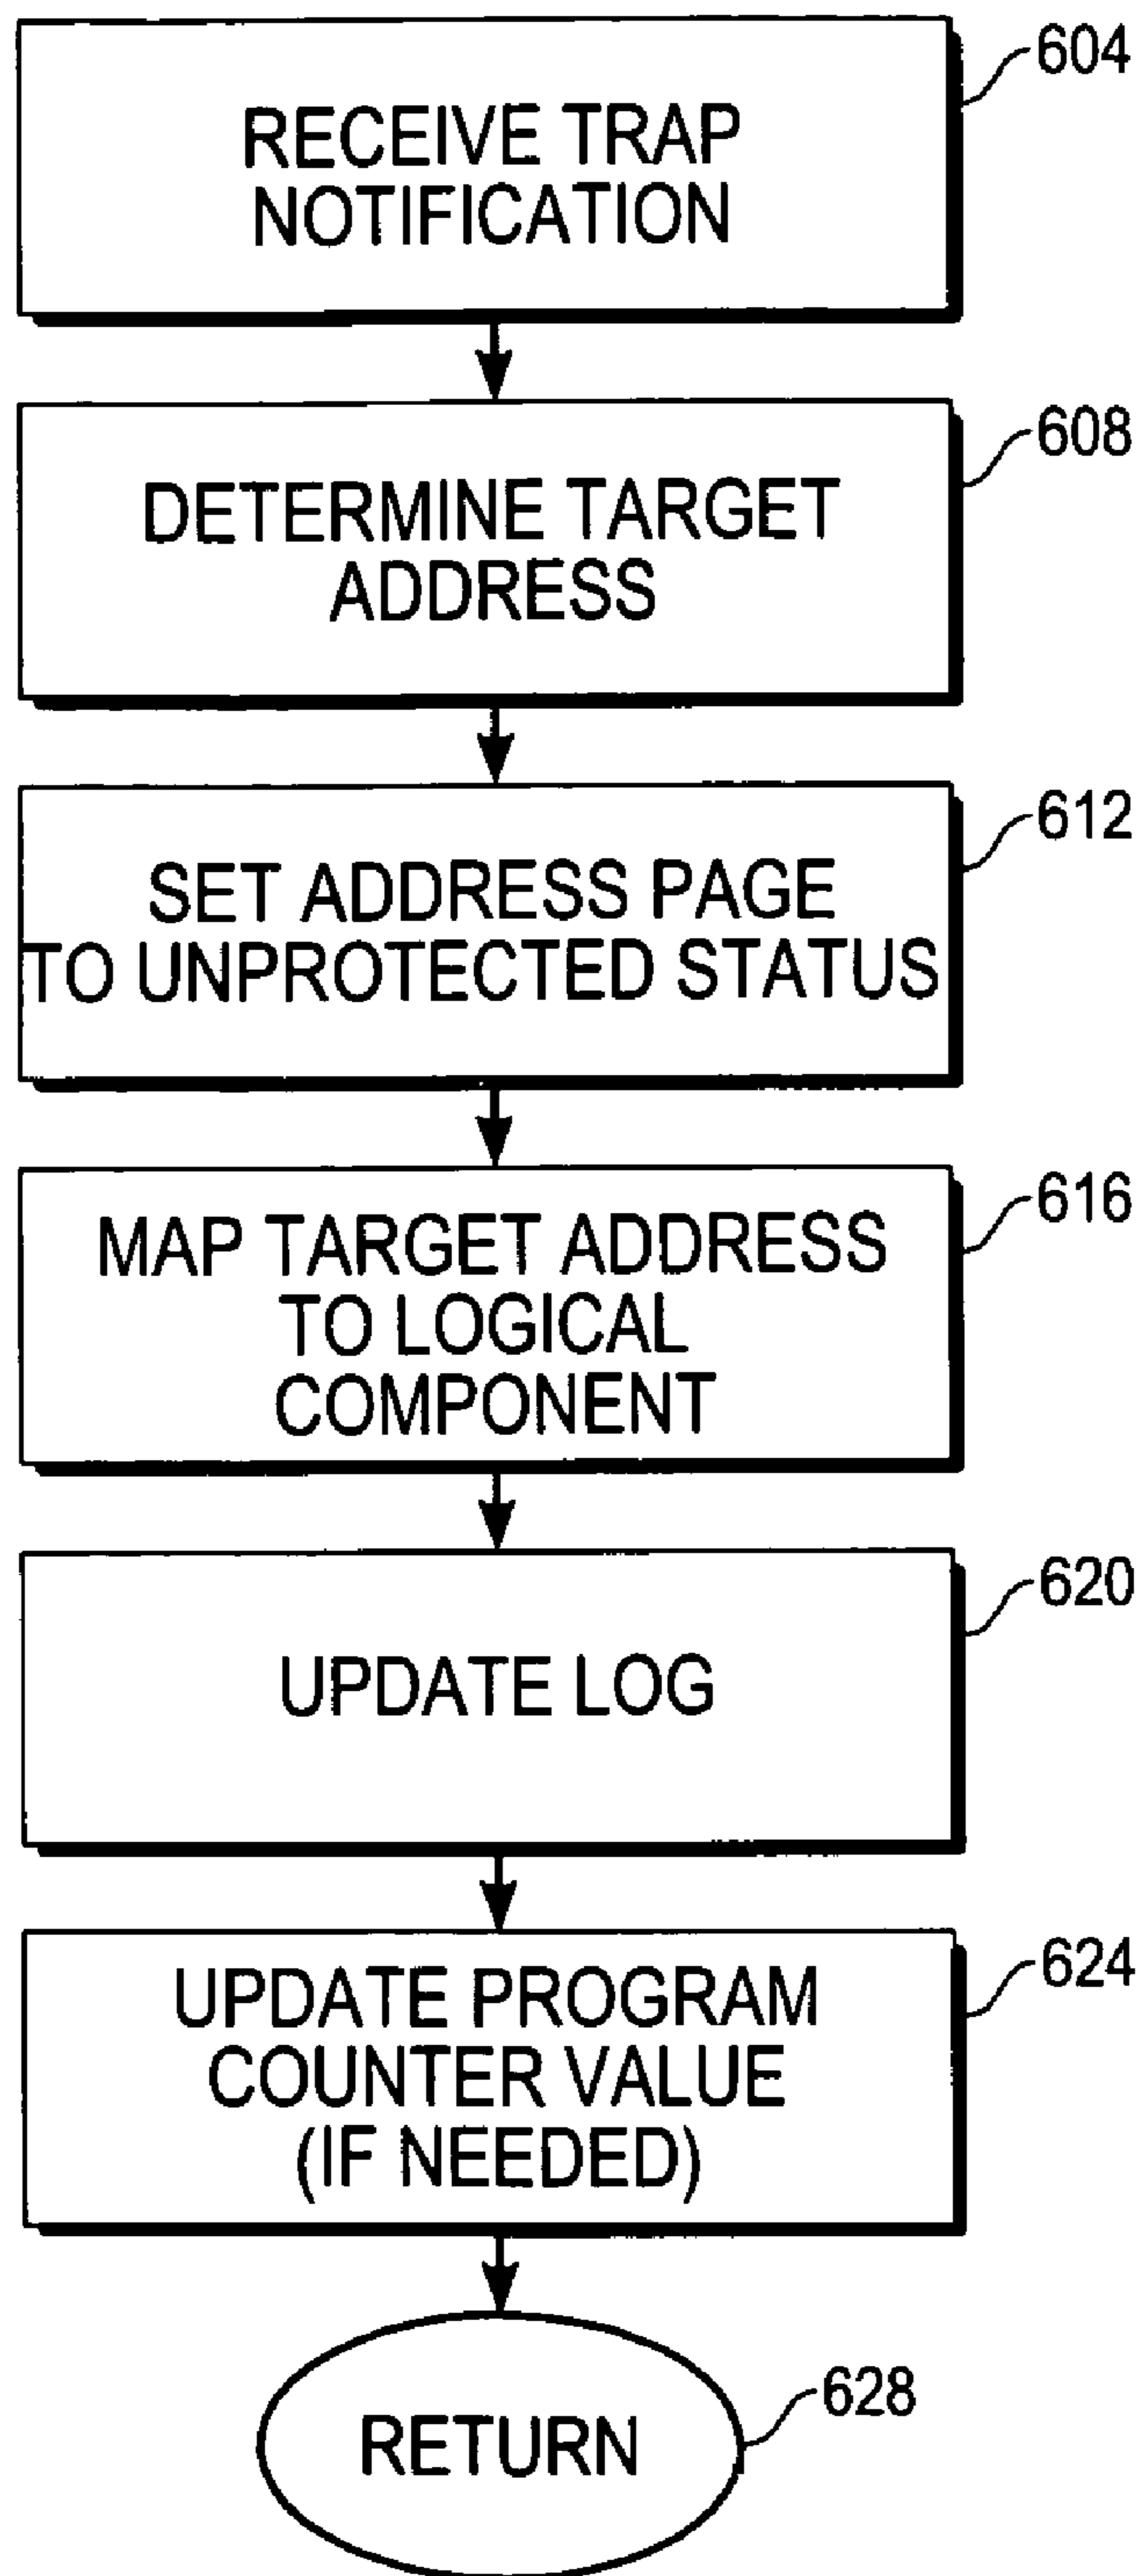 604
RECEIVE TRAP
NOTIFICATION
608
DETERMINE TARGET
ADDRESS
612
SET ADDRESS PAGE
TO UNPROTECTED STATUS
616
MAP TARGET ADDRESS
TO LOGICAL
COMPONENT
620
UPDATE LOG
624
UPDATE PROGRAM
COUNTER VALUE
(IF NEEDED)
628
RETURN